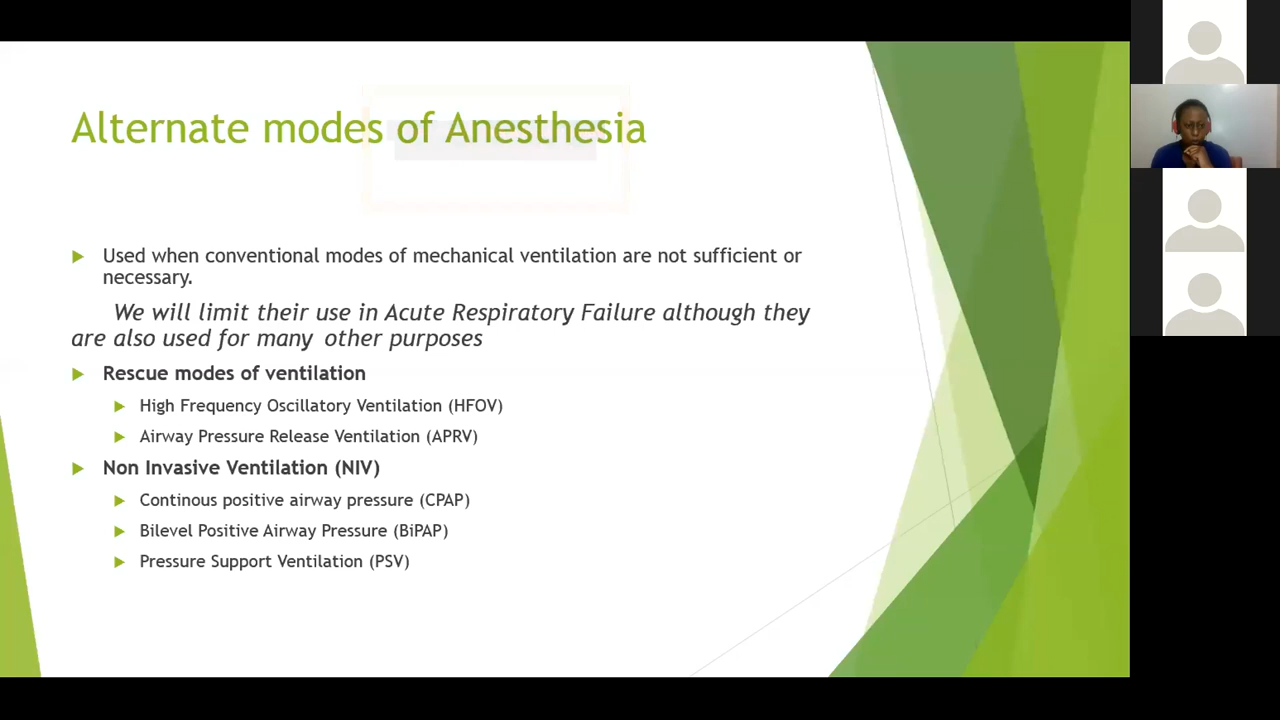 Alternate modes of Anesthesia
Used when conventional modes of mechanical ventilation are not sufficient or
necessary.
We will limit their use in Acute Respiratory Failure although they
are also used for many other purposes
Rescue modes of ventilation
High Frequency Oscillatory Ventilation (HFOV)
Airway Pressure Release Ventilation (APRV)
Non Invasive Ventilation (NIV)
Continous positive airway pressure (CPAP)
Bilevel Positive Airway Pressure (BiPAP)
Pressure Support Ventilation (PSV)